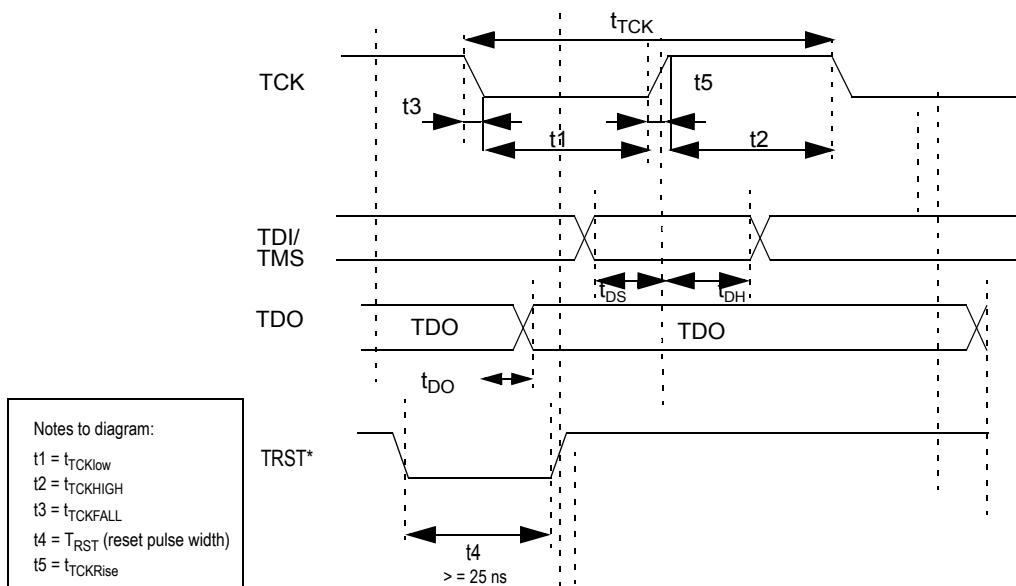 tTCK
TCK
t3
t5
t1
t2
TDI/
TMS
tDS
tDH
TDO
TDO
TDO
tDO
TRST*
t4
> = 25 ns
Notes to diagram:
t1 = tTCKlow
t2 = tTCKHIGH
t3 = tTCKFALL
t4 = TRST (reset pulse width)
t5 = tTCKRise